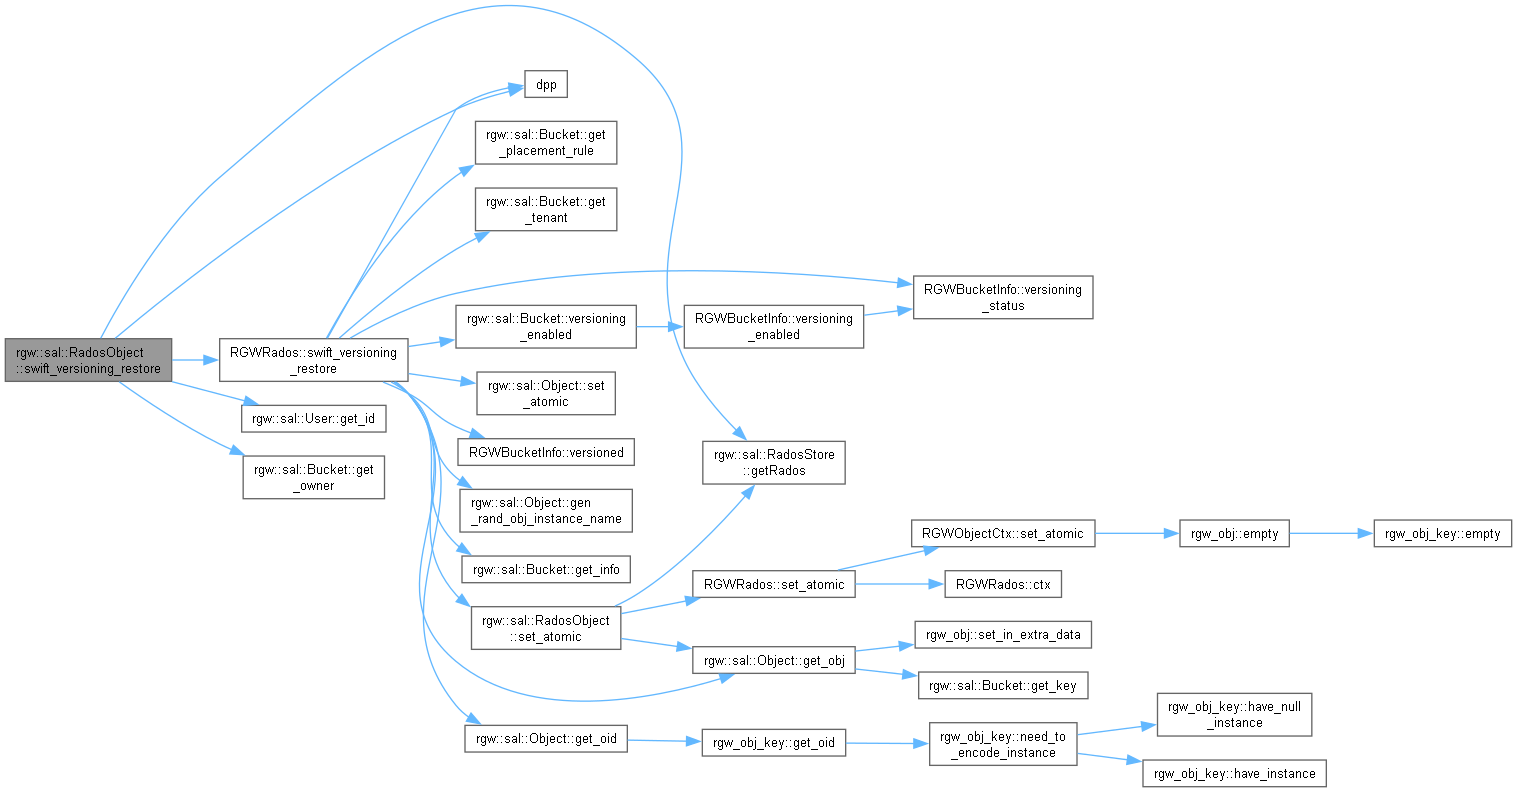 rgw::sal::RadosObject
::swift_versioning_restore
RGWRados::swift_versioning
_restore
rgw::sal::User::get_id
rgw::sal::Bucket::get
_owner
dpp
rgw::sal::Bucket::get
_placement_rule
rgw::sal::Bucket::get
_tenant
rgw::sal::Bucket::versioning
_enabled
rgw::sal::Object::set
_atomic
RGWBucketInfo::versioned
rgw::sal::Object::gen
_rand_obj_instance_name
rgw::sal::Bucket::get_info
rgw::sal::RadosObject
::set_atomic
rgw::sal::Object::get_oid
RGWBucketInfo::versioning
_enabled
rgw::sal::RadosStore
::getRados
RGWRados::set_atomic
rgw::sal::Object::get_obj
rgw_obj_key::get_oid
RGWBucketInfo::versioning
_status
RGWObjectCtx::set_atomic
RGWRados::ctx
rgw_obj::set_in_extra_data
rgw::sal::Bucket::get_key
rgw_obj_key::need_to
_encode_instance
rgw_obj::empty
rgw_obj_key::have_null
_instance
rgw_obj_key::have_instance
rgw_obj_key::empty